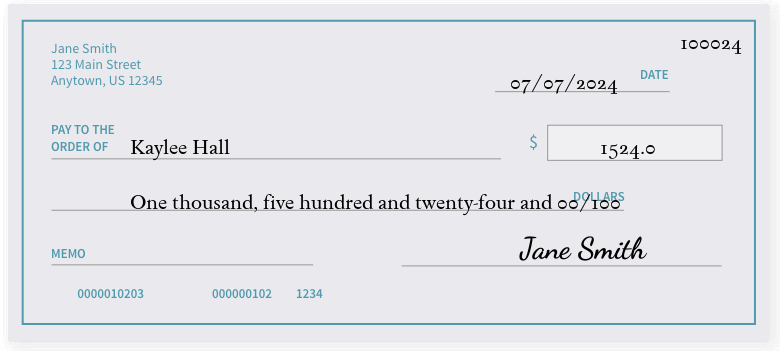 Jane Smith
123 Main Street
Anytown, US 12345
100024
07/07/2024 DATE
PAY TO THE
ORDER OF Kaylee Hall $ 1524.0
One thousand, five hundred and twenty-four and 00/100 DOLLARS
Jane Smith
MEMO
0000010203 000000102 1234